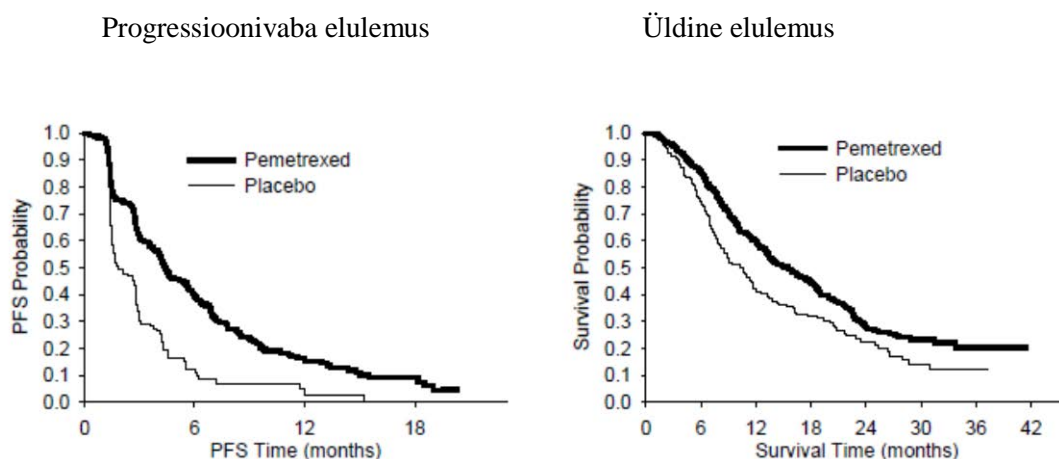 Progressioonivaba elulemus
Üldine elulemus
1.0
0.9
0.8
0.7
0.6
0.5
0.4
0.3
0.2
0.1
0.0
PFS Probability
Pemetrexed
Placebo
0 6 12 18
PFS Time (months)
1.0
0.9
0.8
0.7
0.6
0.5
0.4
0.3
0.2
0.1
0.0
Survival Probability
Pemetrexed
Placebo
0 6 12 18 24 30 36 42
Survival Time (months)